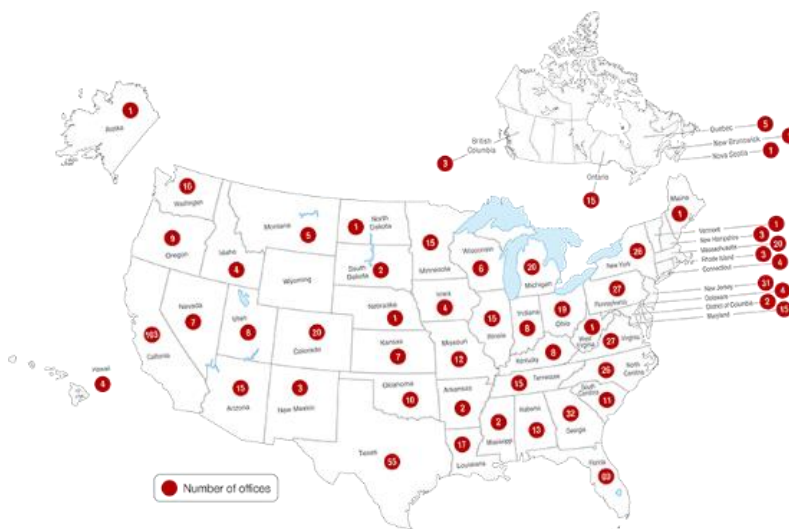 1
Alaska
British
Columbia
3
Ontario
15
Quebec
5
New Brunswick
Nova Scotia
1
16
Washington
9
Oregon
Idaho
4
Montana
5
1
North
Dakota
South
Dakota
2
Wyoming
15
Minnesota
Wisconsin
6
20
Michigan
New York
Maine
1
Vermont
1
New Hampshire
3
Massachusetts
20
Rhode Island
3
Connecticut
4
New Jersey
31
Delaware
4
District of Columbia
2
Maryland
15
27
Pennsylvania
103
California
Nevada
7
Utah
20
Colorado
Nebraska
1
Kansas
7
Iowa
4
Missouri
12
15
Illinois
Indiana
19
Ohio
1
West
Virginia
27
Virginia
Kentucky
8
15
Tennessee
26
North
Carolina
South
Carolina
11
Hawaii
4
15
Arizona
3
New Mexico
Oklahoma
10
Arkansas
2
17
Louisiana
2
Mississippi
Alabama
13
32
Georgia
Texas
55
Florida
Number of offices